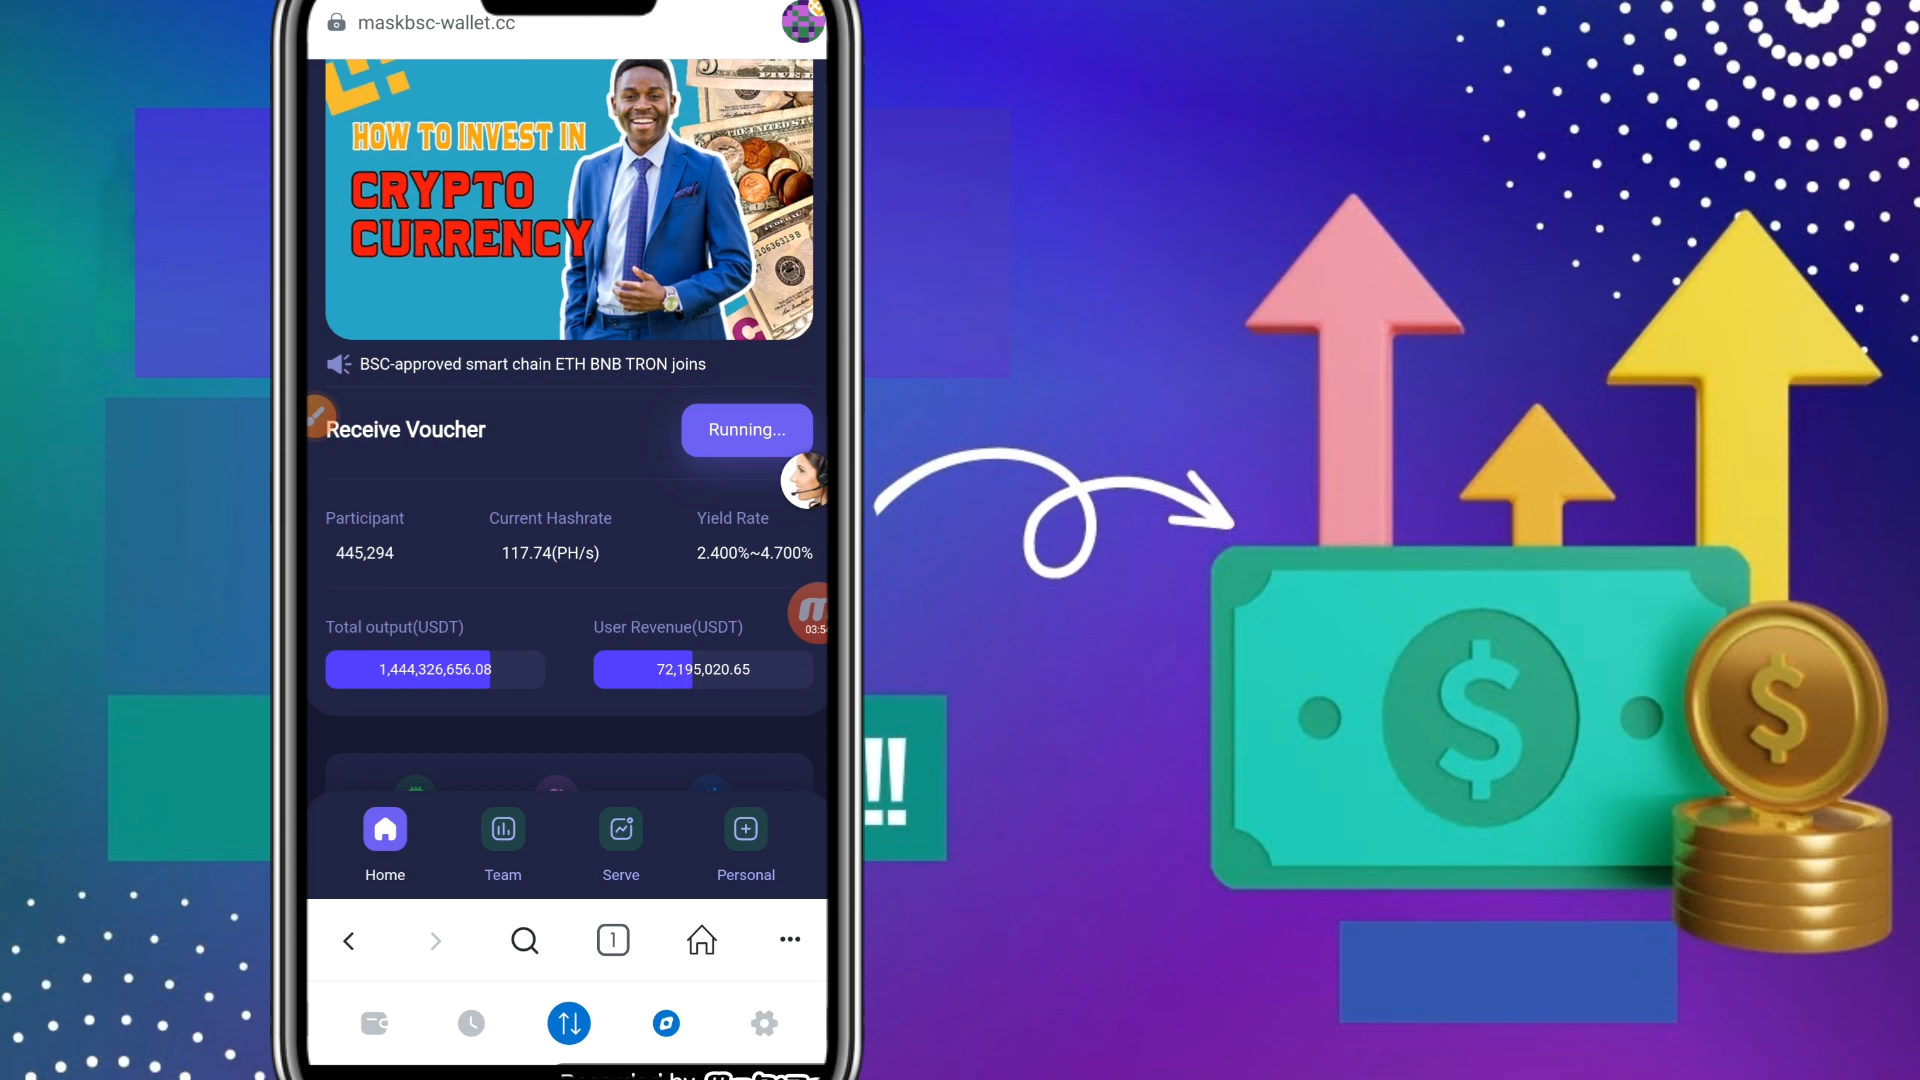 maskbsc-wallet.cc
HOW TO INVEST IN
CRYPTO
CURRENCY
BSC-approved smart chain ETH BNB TRON joins
Receive Voucher
Running...
Participant
Current Hashrate
Yield Rate
445,294
117.74(PH/s)
2.400%~4.700%
Total output(USDT)
User Revenue(USDT)
1,444,326,656.08
72,195,020.65
!!
Home
Team
Serve
Personal
1